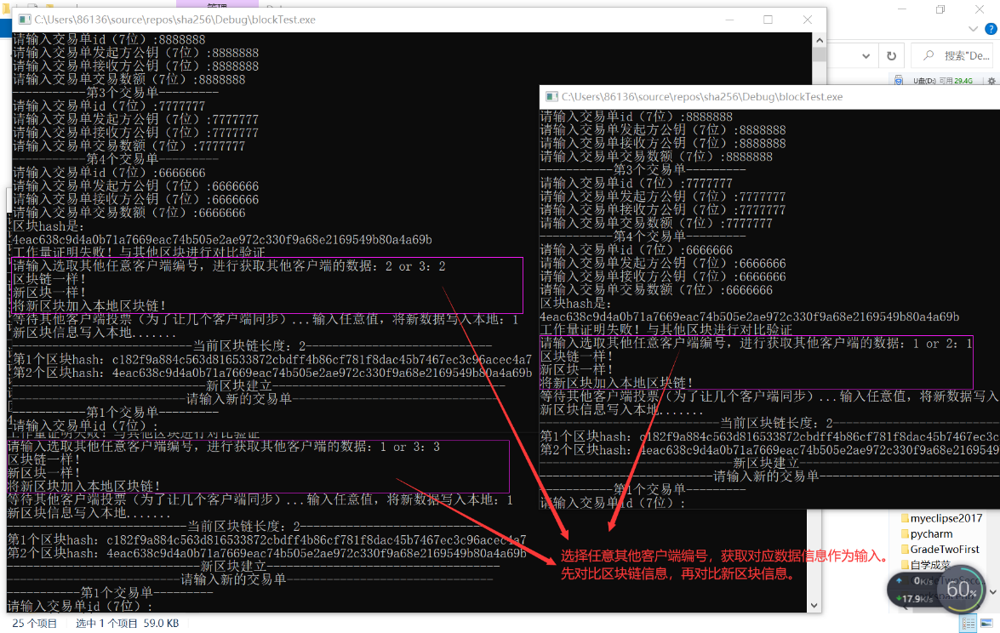 管理
C:\Users\86136\source\repos\sha256\Debug\blockTest.exe
请输入交易单id（7位）:8888888
请输入交易单发起方公钥（7位）:8888888
请输入交易单接收方公钥（7位）:8888888
请输入交易单交易数额（7位）:8888888
-----------第3个交易单---------
请输入交易单id（7位）:7777777
请输入交易单发起方公钥（7位）:7777777
请输入交易单接收方公钥（7位）:7777777
请输入交易单交易数额（7位）:7777777
-----------第4个交易单---------
请输入交易单id（7位）:6666666
请输入交易单发起方公钥（7位）:6666666
请输入交易单接收方公钥（7位）:6666666
请输入交易单交易数额（7位）:6666666
区块hash是:
4eac638c9d4a0b71a7669eac74b505e2ae972c330f9a68e2169549b80a4a69b
工作量证明失败！与其他区块进行对比验证
请输入选取其他任意客户端编号，进行获取其他客户端的数据：2 or 3：2
区块链一样！
新区块一样！
将新区块加入本地区块链！
等待其他客户端投票（为了让几个客户端同步）...输入任意值，将新数据写入本地：1
新区块信息写入本地.......
---------------------------当前区块链长度：2---------------------------
第1个区块hash：c182f9a884c563d816533872cbdff4b86cf781f8dac45b7467ec3c96acec4a7
第2个区块hash：4eac638c9d4a0b71a7669eac74b505e2ae972c330f9a68e2169549b80a4a69b
-----------------------------新区块建立-----------------------------
--------------------------请输入新的交易单--------------------------
-----------第1个交易单---------
请输入交易单id（7位）:
工作量证明失败！与其他区块进行对比验证
请输入选取其他任意客户端编号，进行获取其他客户端的数据：1 or 3：3
区块链一样！
新区块一样！
将新区块加入本地区块链！
等待其他客户端投票（为了让几个客户端同步）...输入任意值，将新数据写入本地：1
新区块信息写入本地.......
---------------------------当前区块链长度：2---------------------------
第1个区块hash：c182f9a884c563d816533872cbdff4b86cf781f8dac45b7467ec3c96acec4a7
第2个区块hash：4eac638c9d4a0b71a7669eac74b505e2ae972c330f9a68e2169549b80a4a69b
-----------------------------新区块建立-----------------------------
--------------------------请输入新的交易单--------------------------
-----------第1个交易单---------
请输入交易单id（7位）:
25 个项目 选中 1 个项目 59.0 KB
搜索"De...
U盘(D:) 可用 29.4G
C:\Users\86136\source\repos\sha256\Debug\blockTest.exe
请输入交易单id（7位）:8888888
请输入交易单发起方公钥（7位）:8888888
请输入交易单接收方公钥（7位）:8888888
请输入交易单交易数额（7位）:8888888
-----------第3个交易单---------
请输入交易单id（7位）:7777777
请输入交易单发起方公钥（7位）:7777777
请输入交易单接收方公钥（7位）:7777777
请输入交易单交易数额（7位）:7777777
-----------第4个交易单---------
请输入交易单id（7位）:6666666
请输入交易单发起方公钥（7位）:6666666
请输入交易单接收方公钥（7位）:6666666
请输入交易单交易数额（7位）:6666666
区块hash是:
4eac638c9d4a0b71a7669eac74b505e2ae972c330f9a68e2169549b80a4a69b
工作量证明失败！与其他区块进行对比验证
请输入选取其他任意客户端编号，进行获取其他客户端的数据：1 or 2：1
区块链一样！
新区块一样！
将新区块加入本地区块链！
等待其他客户端投票（为了让几个客户端同步）...输入任意值，将新数据写入
新区块信息写入本地.......
---------------------------当前区块链长度：2---------------------------
第1个区块hash：c182f9a884c563d816533872cbdff4b86cf781f8dac45b7467ec3c
第2个区块hash：4eac638c9d4a0b71a7669eac74b505e2ae972c330f9a68e2169549
-----------------------------新区块建立-----------------------------
--------------------------请输入新的交易单--------------------------
-----------第1个交易单---------
请输入交易单id（7位）:
选择任意其他客户端编号，获取对应数据信息作为输入。
先对比区块链信息，再对比新区块信息。
myeclipse2017
pycharm
GradeTwoFirst
自学成菜
0K/s
17.9K/s
60%